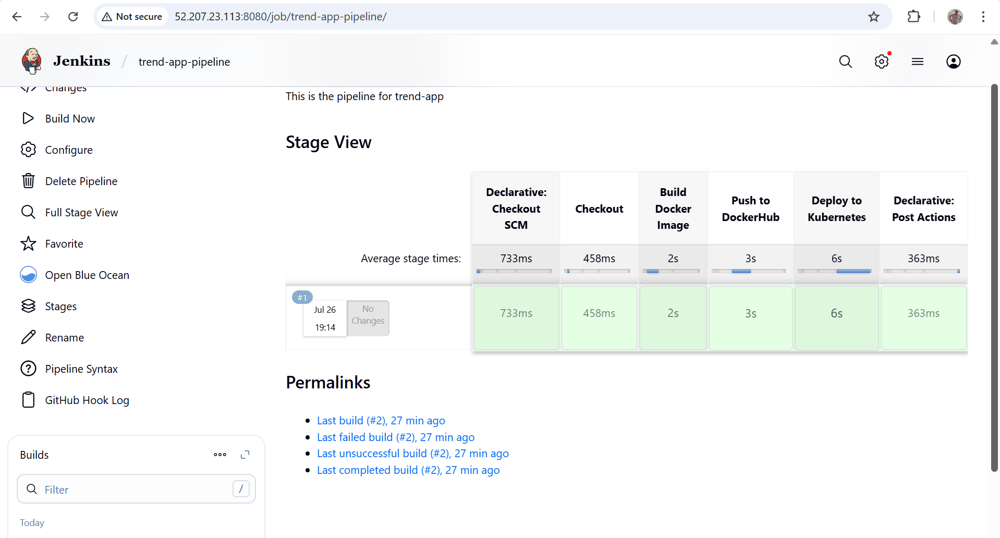 Not secure 52.207.23.113:8080/job/trend-app-pipeline/
Jenkins / trend-app-pipeline
Changes
Build Now
Configure
Delete Pipeline
Full Stage View
Favorite
Open Blue Ocean
Stages
Rename
Pipeline Syntax
GitHub Hook Log
Builds
Filter /
Today
This is the pipeline for trend-app
Stage View
Declarative:
Checkout
SCM
Checkout
Build
Docker
Image
Push to
DockerHub
Deploy to
Kubernetes
Declarative:
Post Actions
Average stage times: 733ms 458ms 2s 3s 6s 363ms
#1
Jul 26
19:14
No
Changes
733ms 458ms 2s 3s 6s 363ms
Permalinks
Last build (#2), 27 min ago
Last failed build (#2), 27 min ago
Last unsuccessful build (#2), 27 min ago
Last completed build (#2), 27 min ago